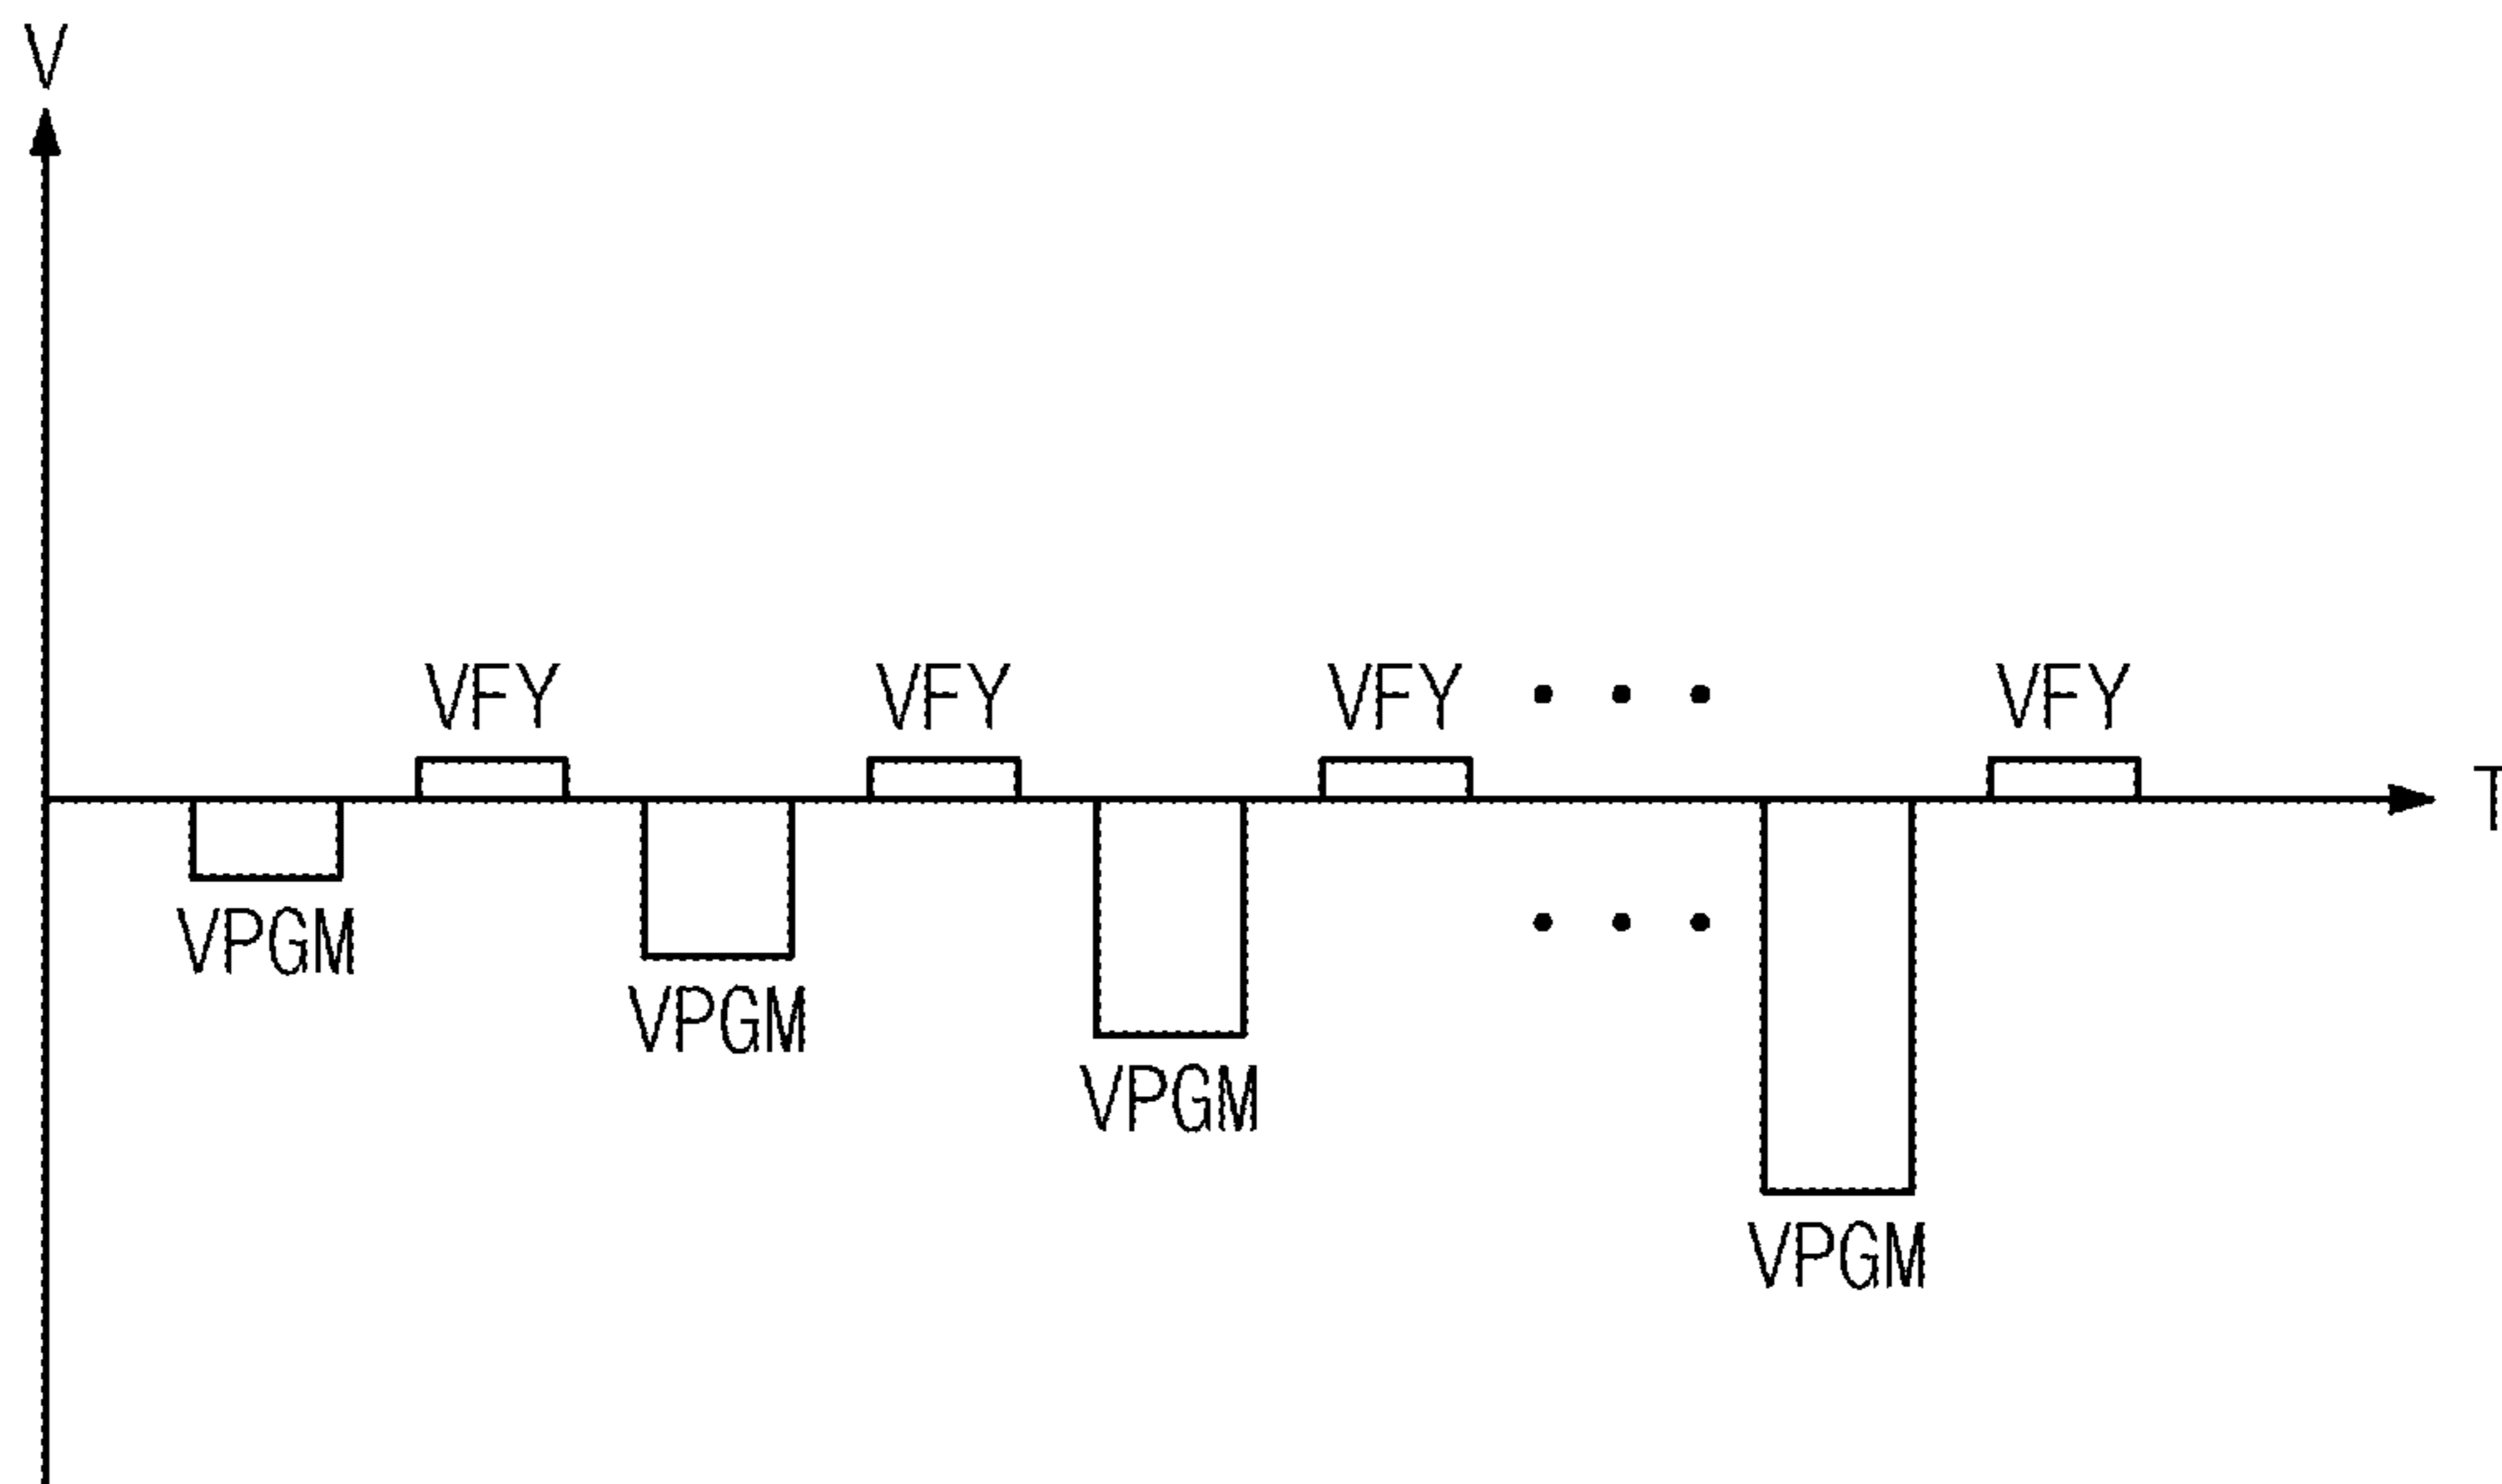 V
VFY VFY VFY • • • VFY
T
VPGM • • •
VPGM
VPGM
VPGM